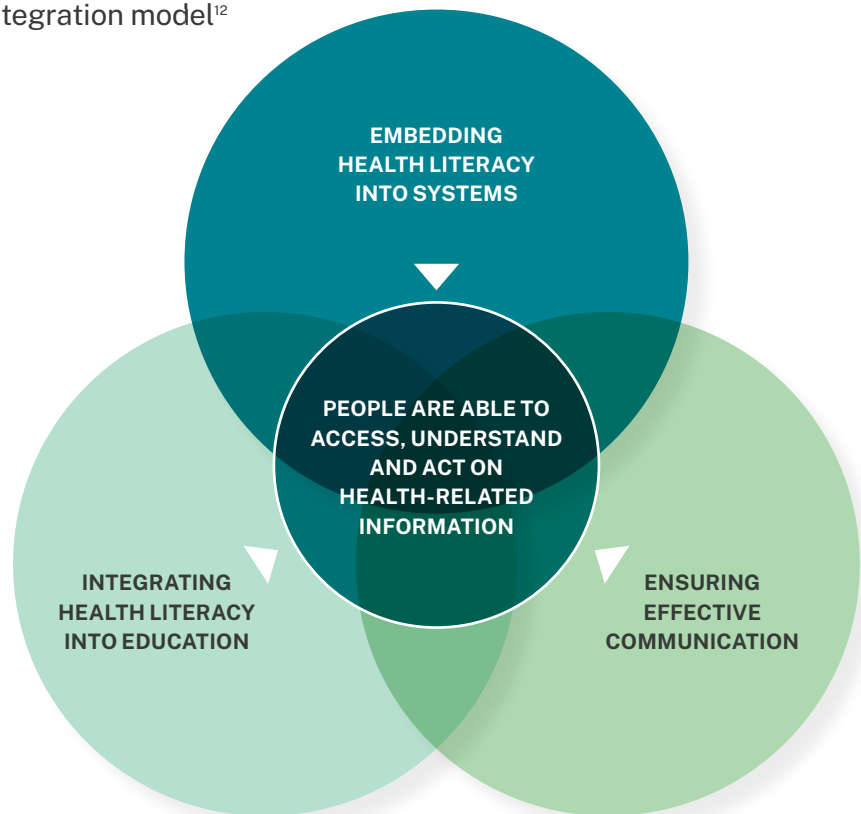 tegration model¹²
EMBEDDING
HEALTH LITERACY
INTO SYSTEMS
PEOPLE ARE ABLE TO
ACCESS, UNDERSTAND
AND ACT ON
HEALTH-RELATED
INFORMATION
INTEGRATING
HEALTH LITERACY
INTO EDUCATION
ENSURING
EFFECTIVE
COMMUNICATION